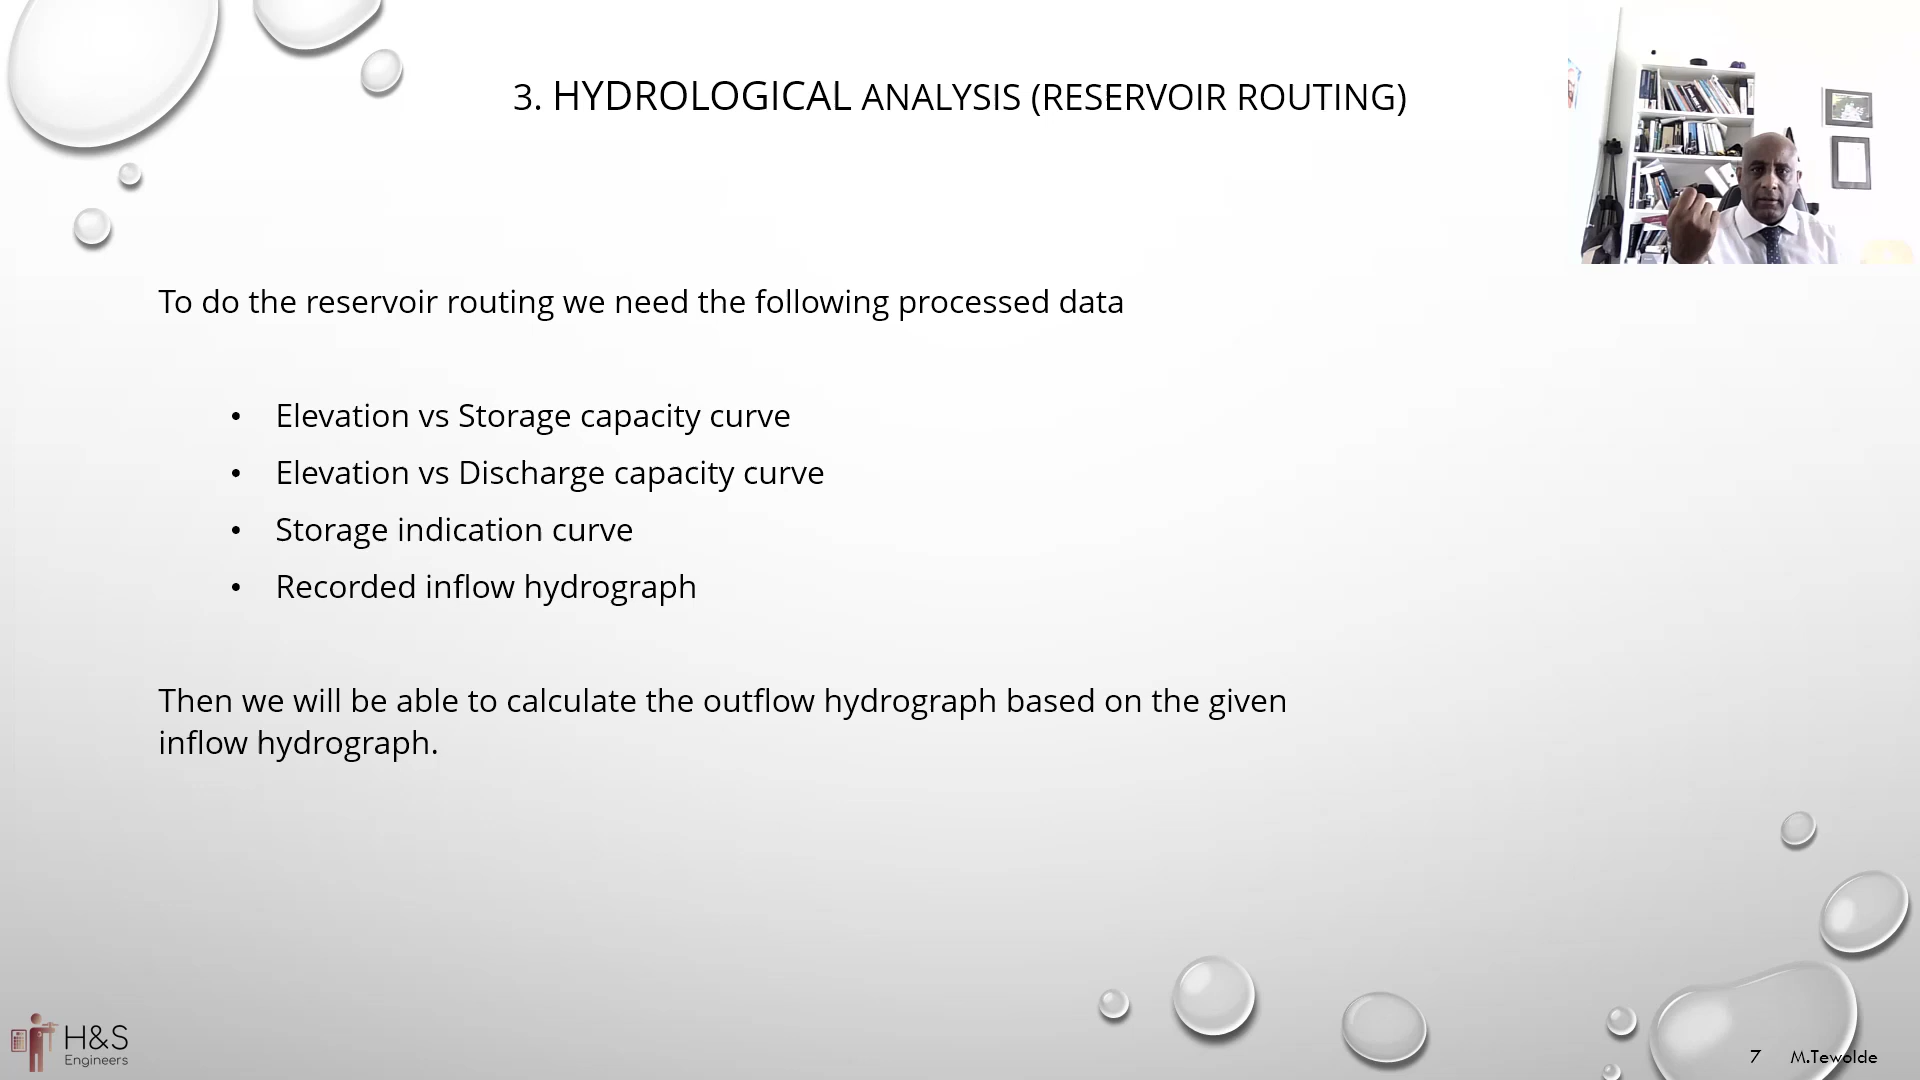 3. HYDROLOGICAL ANALYSIS (RESERVOIR ROUTING)
To do the reservoir routing we need the following processed data
• Elevation vs Storage capacity curve
• Elevation vs Discharge capacity curve
• Storage indication curve
• Recorded inflow hydrograph
Then we will be able to calculate the outflow hydrograph based on the given
inflow hydrograph.
H&S
Engineers
7 M.Tewolde